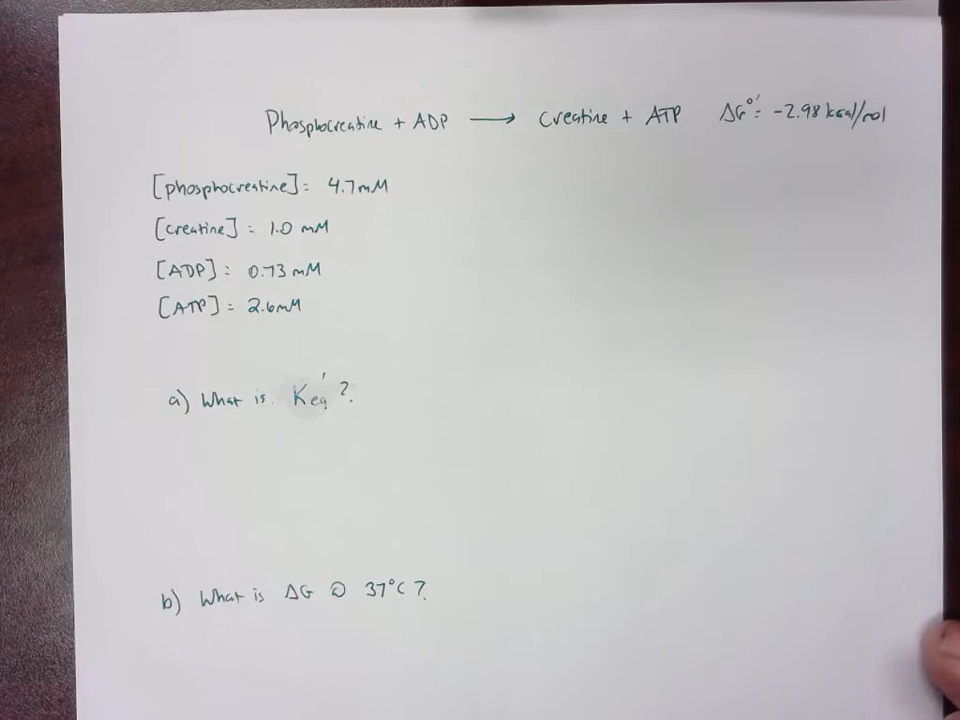 Phosphocreatine + ADP ⟶ Creatine + ATP ΔG°': -2.98 kcal/mol
[phosphocreatine]: 4.7mM
[creatine] = 1.0 mM
[ADP]: 0.73 mM
[ATP] = 2.6mM
a) What is Keq'?
b) What is ΔG @ 37°C?